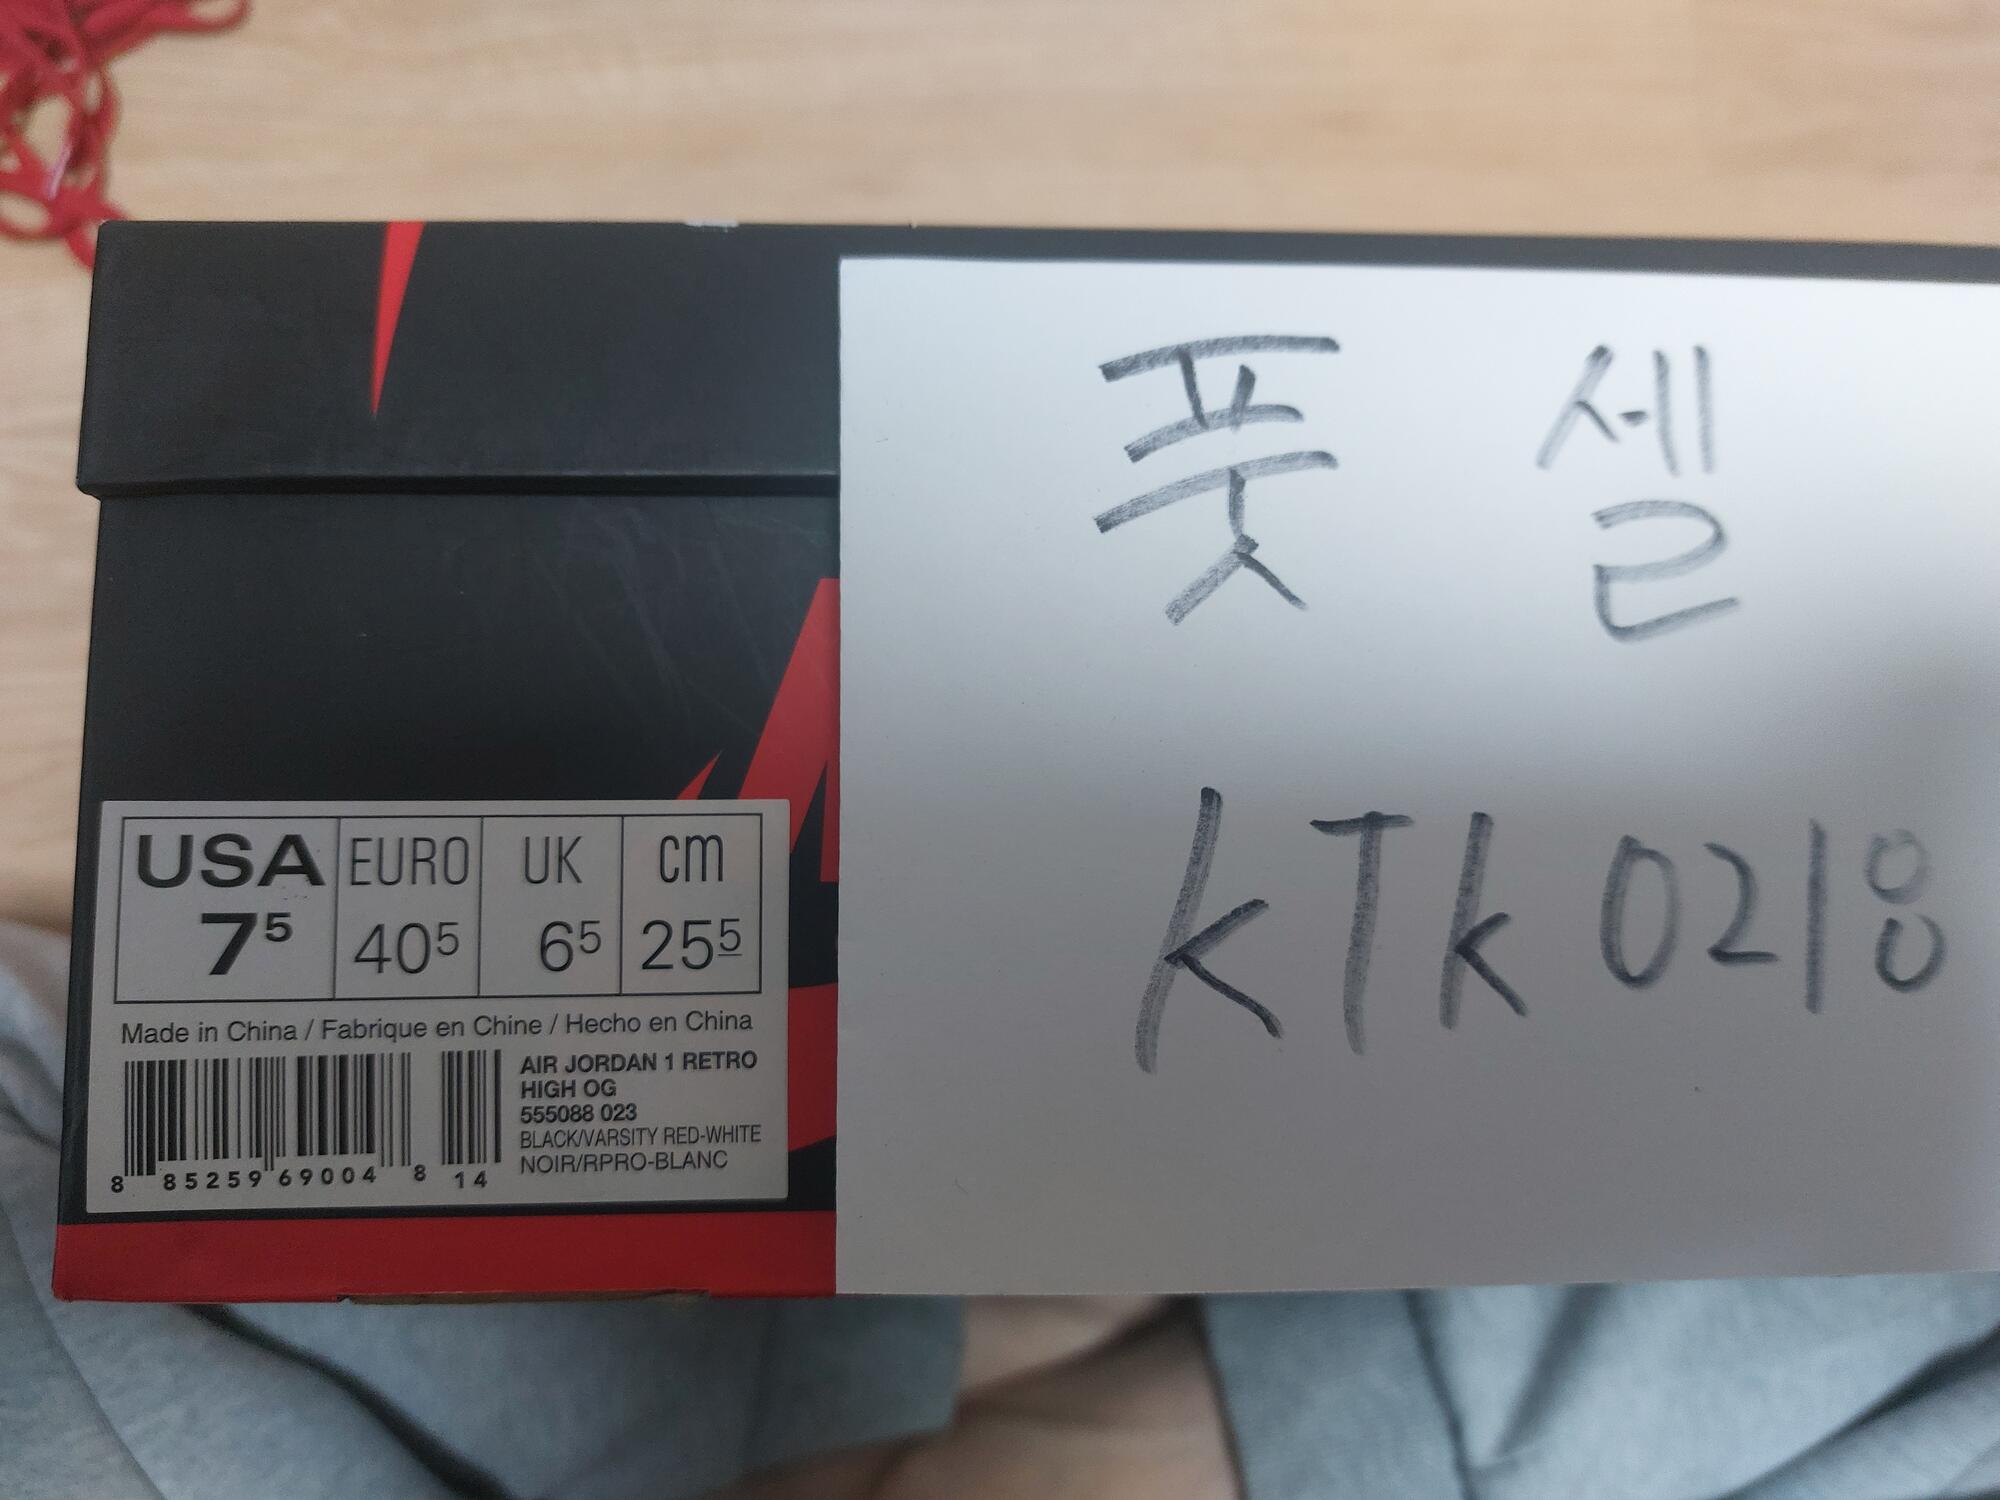 풋셀
kTk0218
USA EURO UK cm
7⁵ 40⁵ 6⁵ 25⁵
Made in China / Fabrique en Chine / Hecho en China
AIR JORDAN 1 RETRO
HIGH OG
555088 023
BLACK/VARSITY RED-WHITE
NOIR/RPRO-BLANC
8 85259 69004 8 14